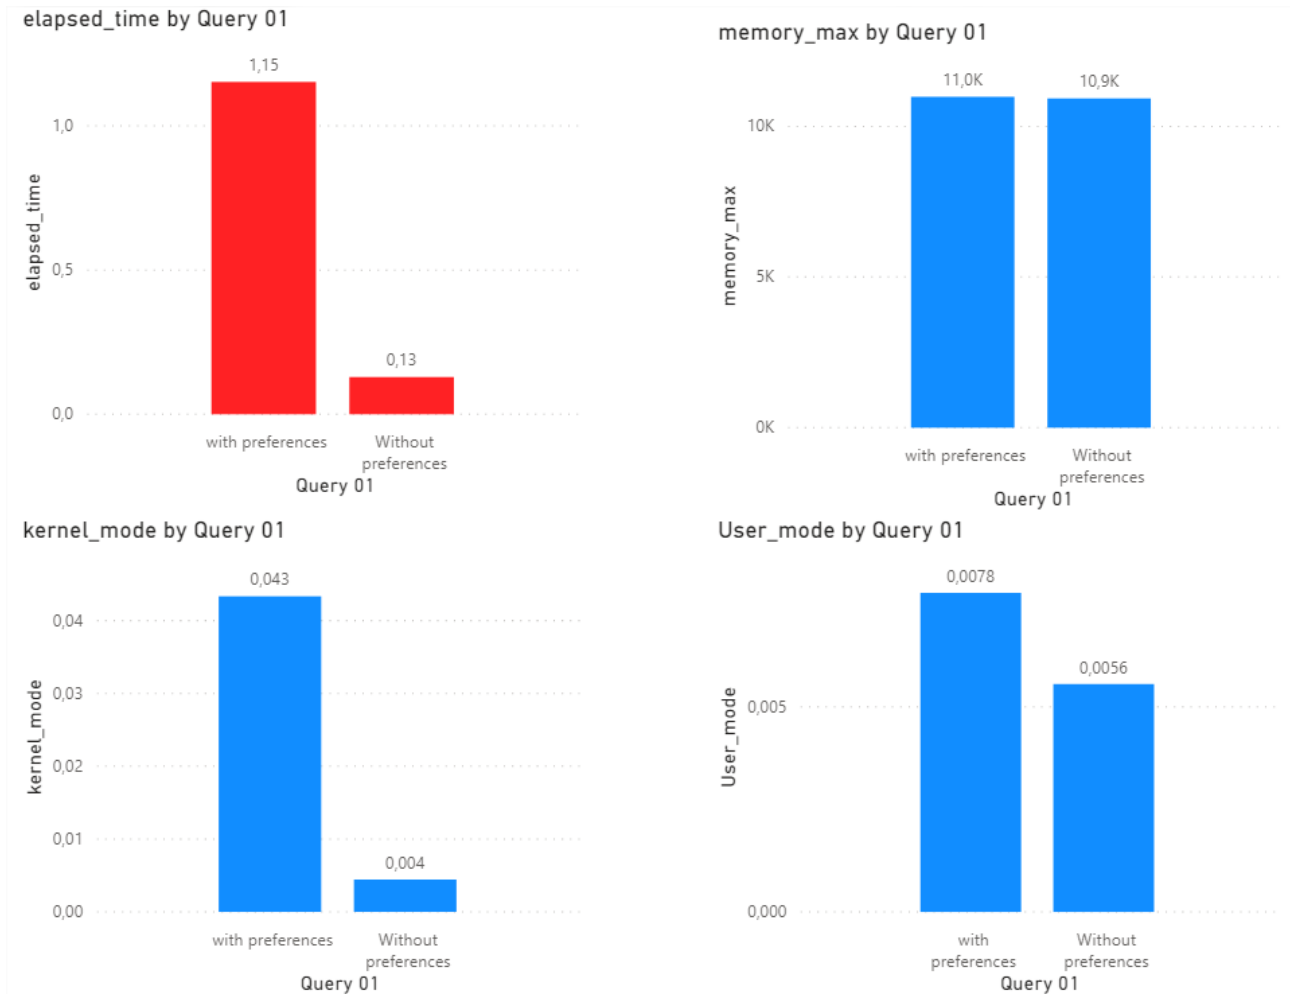 elapsed_time by Query 01
1,15
1,0
0,13
0,5
0,0
elapsed_time
with preferences
Without
preferences
Query 01
memory_max by Query 01
11,0K
10,9K
10K
5K
0K
memory_max
with preferences
Without
preferences
Query 01
kernel_mode by Query 01
0,043
0,04
0,03
0,02
0,01
0,004
0,00
kernel_mode
with preferences
Without
preferences
Query 01
User_mode by Query 01
0,0078
0,0056
0,005
0,000
User_mode
with
preferences
Without
preferences
Query 01